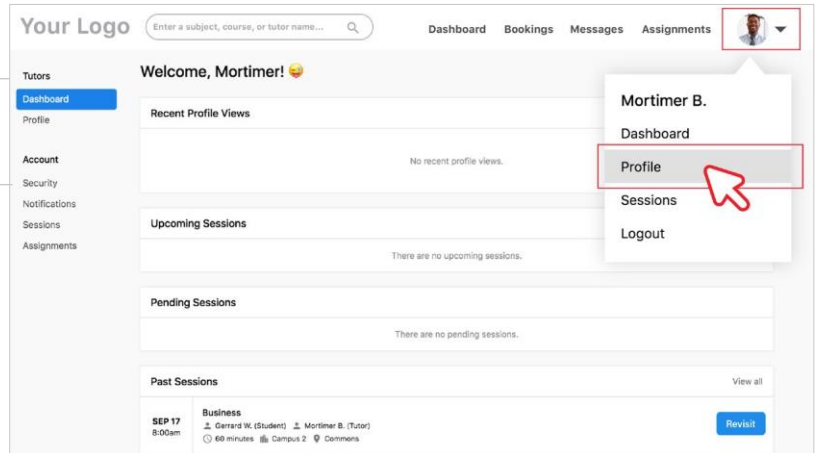 Your Logo
Enter a subject, course, or tutor name...
Dashboard Bookings Messages Assignments
Tutors
Dashboard
Profile
Account
Security
Notifications
Sessions
Assignments
Welcome, Mortimer! 😜
Recent Profile Views
No recent profile views.
Upcoming Sessions
There are no upcoming sessions.
Pending Sessions
There are no pending sessions.
Past Sessions View all
SEP 17
8:00am
Business
Gerrard W. (Student) Mortimer B. (Tutor)
60 minutes Campus 2 Commons
Revisit
Mortimer B.
Dashboard
Profile
Sessions
Logout